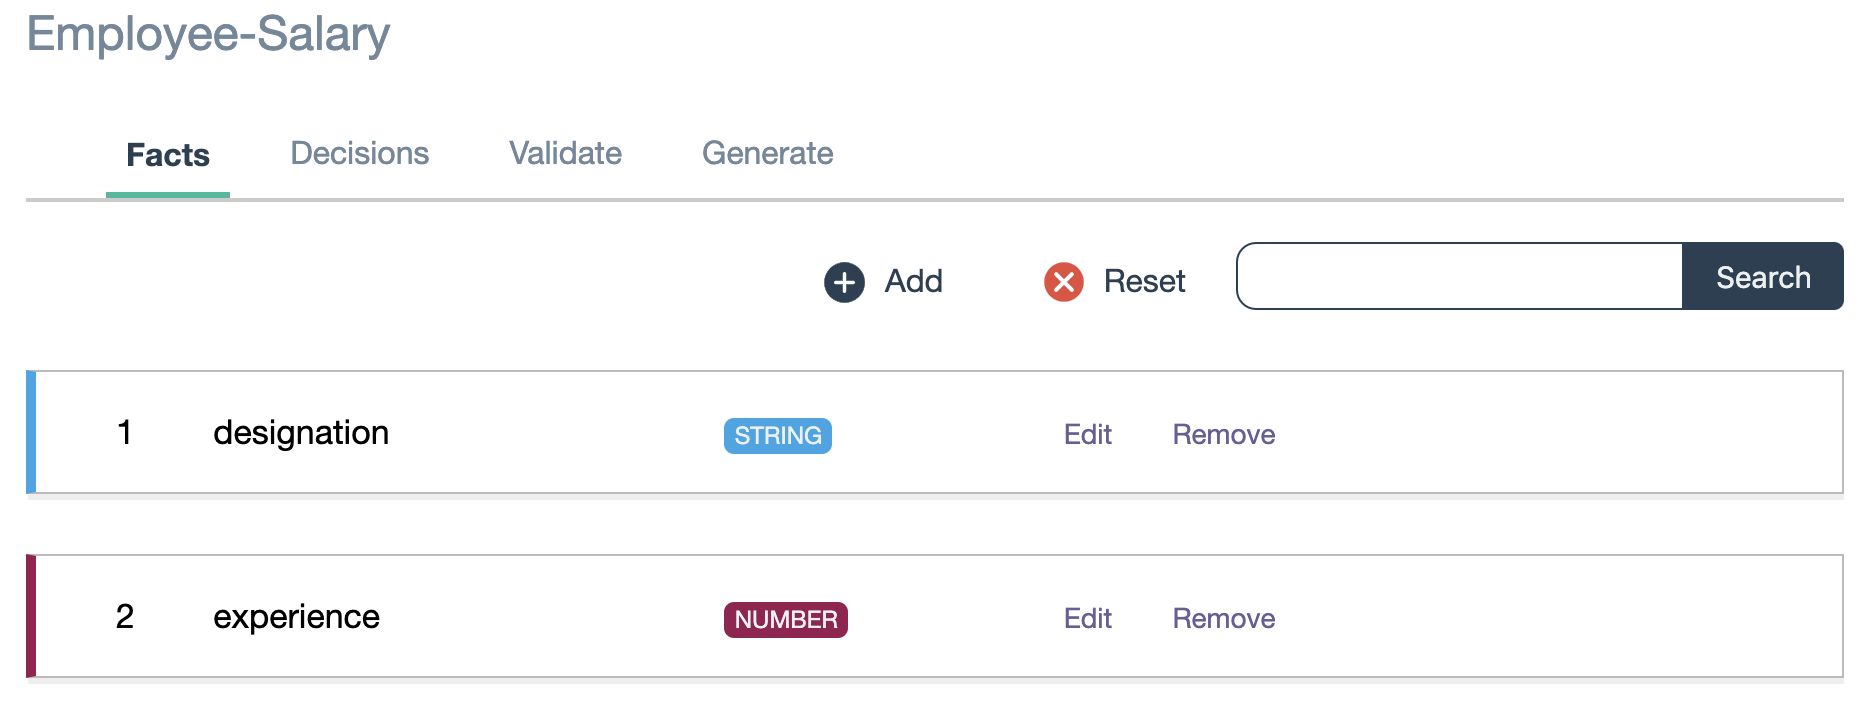 Employee-Salary
Facts Decisions Validate Generate
Add Reset Search
1 designation STRING Edit Remove
2 experience NUMBER Edit Remove